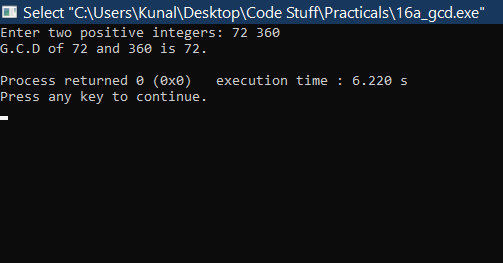 Select "C:\Users\Kunal\Desktop\Code Stuff\Practicals\16a_gcd.exe"
Enter two positive integers: 72 360
G.C.D of 72 and 360 is 72.
Process returned 0 (0x0)   execution time : 6.220 s
Press any key to continue.